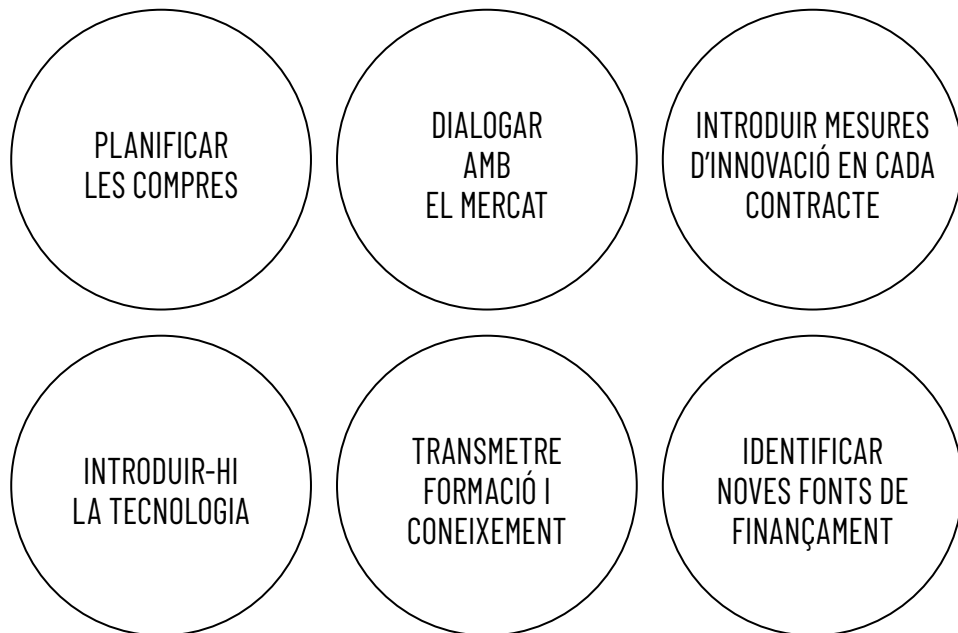 PLANIFICAR
LES COMPRES
DIALOGAR
AMB
EL MERCAT
INTRODUIR MESURES
D'INNOVACIÓ EN CADA
CONTRACTE
INTRODUIR-HI
LA TECNOLOGIA
TRANSMETRE
FORMACIÓ I
CONEIXEMENT
IDENTIFICAR
NOVES FONTS DE
FINANÇAMENT